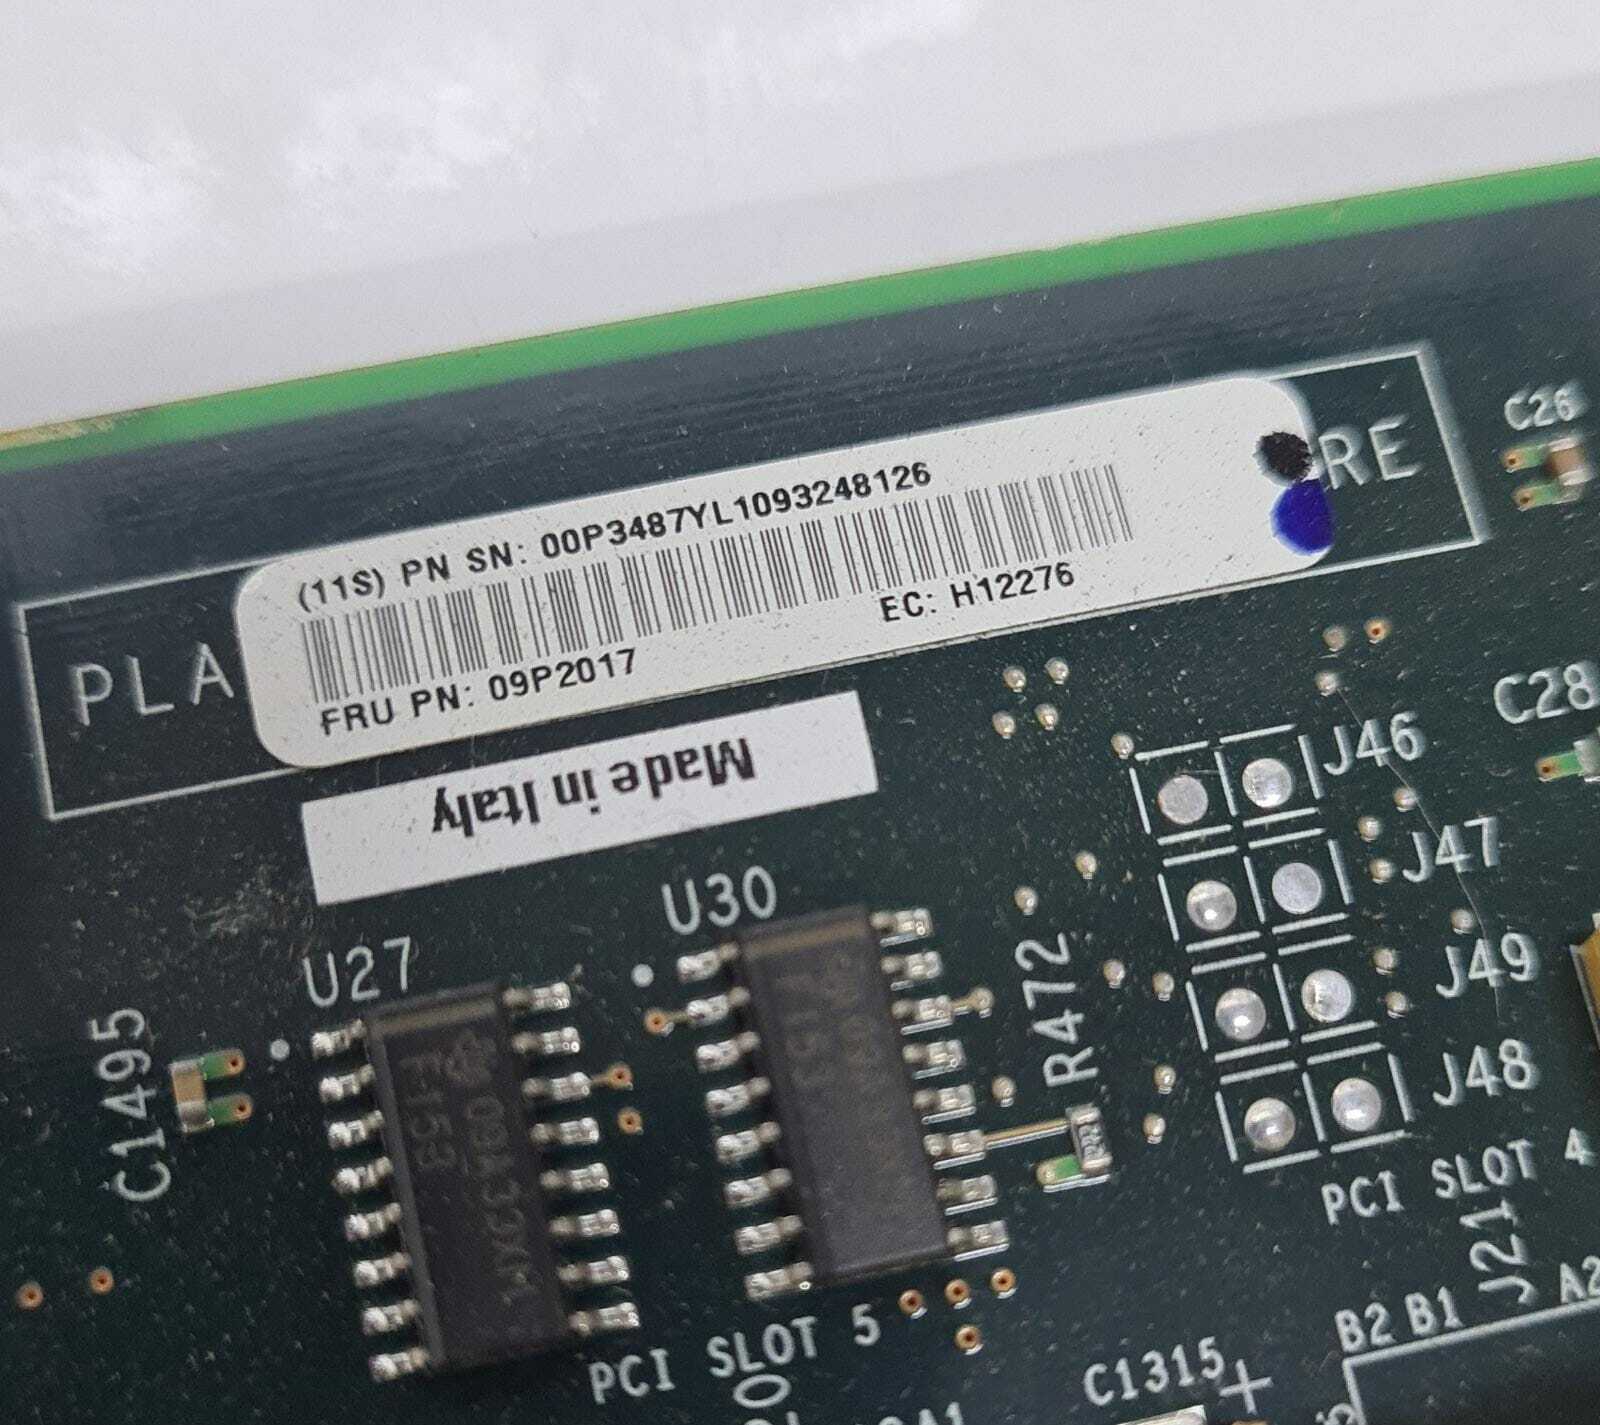 C26
PLA
RE
(11S) PN SN: 00P3487YL1093248126
EC: H12276
FRU PN: 09P2017
Made in Italy
C28
J46
J47
J49
J48
U30
U27
R472
C1495
PCI SLOT 4
J21
PCI SLOT 5
B2 B1
A2
C1315
+